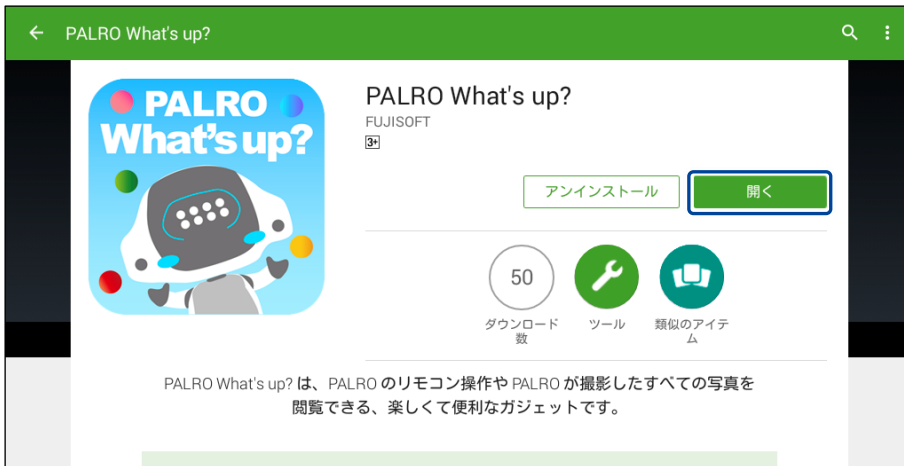 PALRO What's up?
PALRO
What's up?
PALRO What's up?
FUJISOFT
3+
アンインストール
開く
50
ダウンロード
数
ツール
類似のアイテ
ム
PALRO What's up? は、PALRO のリモコン操作や PALRO が撮影したすべての写真を
閲覧できる、楽しくて便利なガジェットです。